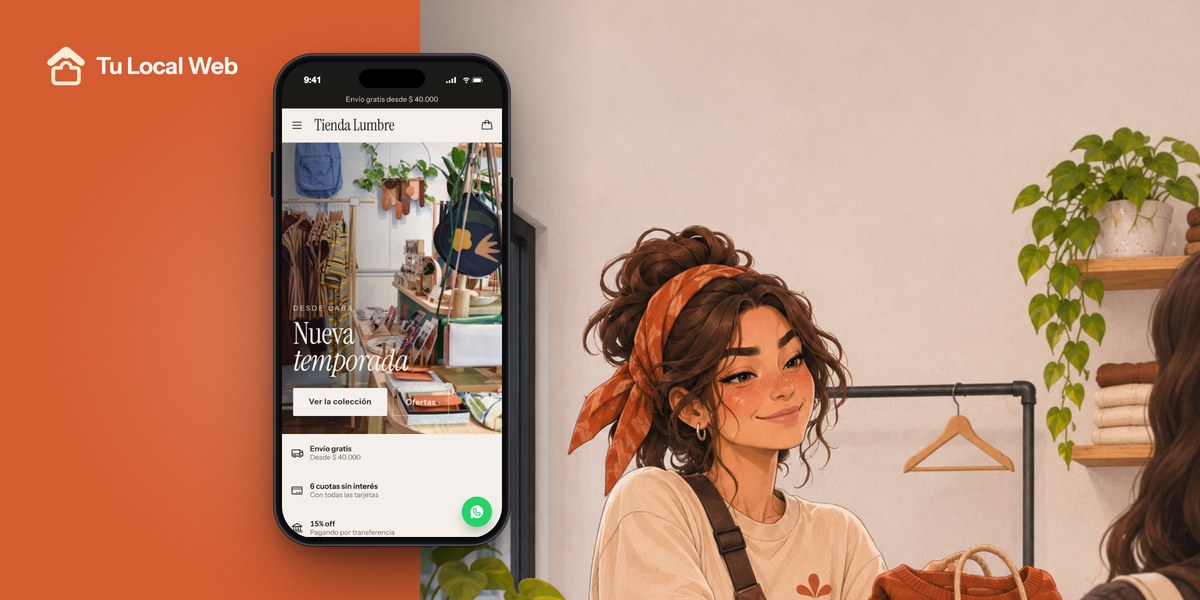 Tu Local Web
9:41
Envío gratis desde $ 40.000
Tienda Lumbre
DESDE CABA
Nueva
temporada
Ver la colección
Ofertas
Envío gratis
Desde $ 40.000
6 cuotas sin interés
Con todas las tarjetas
15% off
Pagando por transferencia